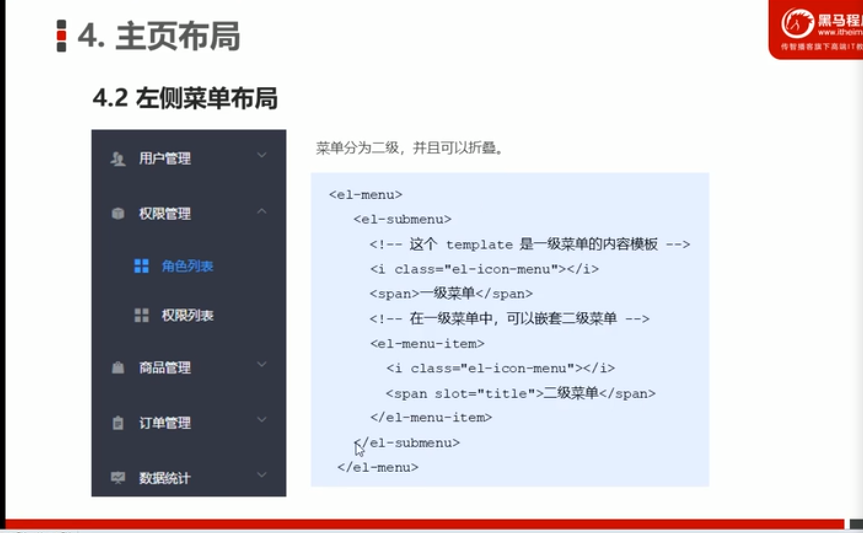 4. 主页布局
黑马程序
www.itheim
传智播客旗下高端IT教
4.2 左侧菜单布局
用户管理
权限管理
角色列表
权限列表
商品管理
订单管理
数据统计
菜单分为二级，并且可以折叠。
<el-menu>
<el-submenu>
<!-- 这个 template 是一级菜单的内容模板 -->
<i class="el-icon-menu"></i>
<span>一级菜单</span>
<!-- 在一级菜单中，可以嵌套二级菜单 -->
<el-menu-item>
<i class="el-icon-menu"></i>
<span slot="title">二级菜单</span>
</el-menu-item>
</el-submenu>
</el-menu>